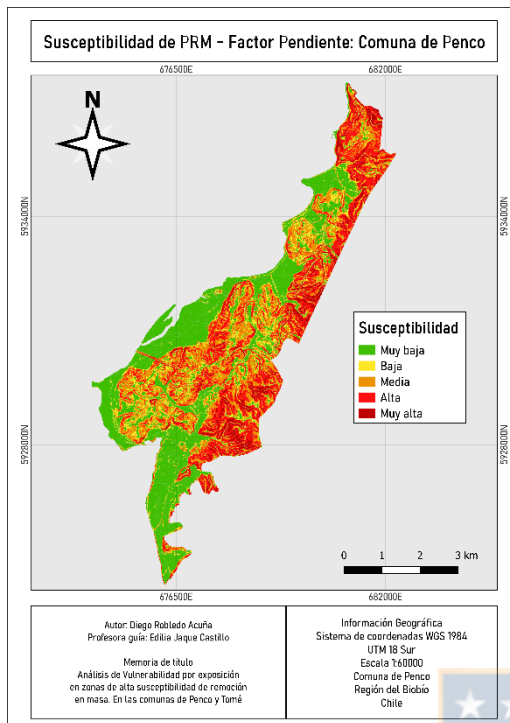 Susceptibilidad de PRM - Factor Pendiente: Comuna de Penco
676500E
682000E
N
5934000N
5934000N
Susceptibilidad
Muy baja
Baja
Media
Alta
Muy alta
5928000N
5928000N
0 1 2 3 km
676500E
682000E
Autor: Diego Robledo Acuña
Profesora guía: Edilia Jaque Castillo
Memoria de título
Análisis de Vulnerabilidad por exposición
en zonas de alta susceptibilidad de remoción
en masa. En las comunas de Penco y Tomé
Información Geográfica
Sistema de coordenadas WGS 1984
UTM 18 Sur
Escala 1:60000
Comuna de Penco
Región del Biobío
Chile